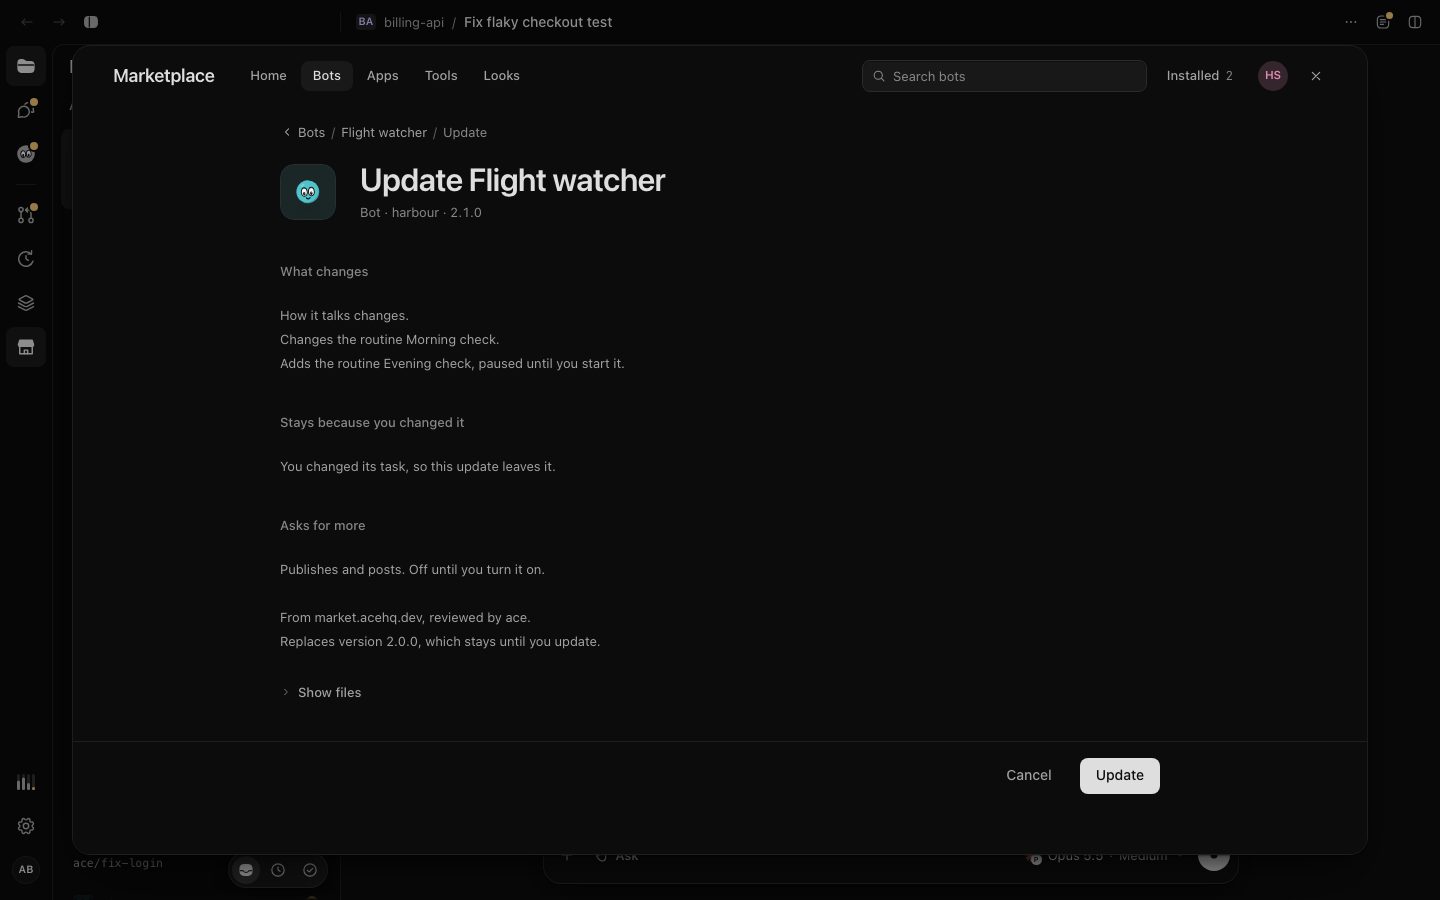 BA billing-api / Fix flaky checkout test
Marketplace Home Bots Apps Tools Looks Search bots Installed 2 HS
Bots / Flight watcher / Update
Update Flight watcher
Bot · harbour · 2.1.0
What changes
How it talks changes.
Changes the routine Morning check.
Adds the routine Evening check, paused until you start it.
Stays because you changed it
You changed its task, so this update leaves it.
Asks for more
Publishes and posts. Off until you turn it on.
From market.acehq.dev, reviewed by ace.
Replaces version 2.0.0, which stays until you update.
Show files
Cancel Update
ace/fix-login
Ask Opus 5.5 · Medium
AB